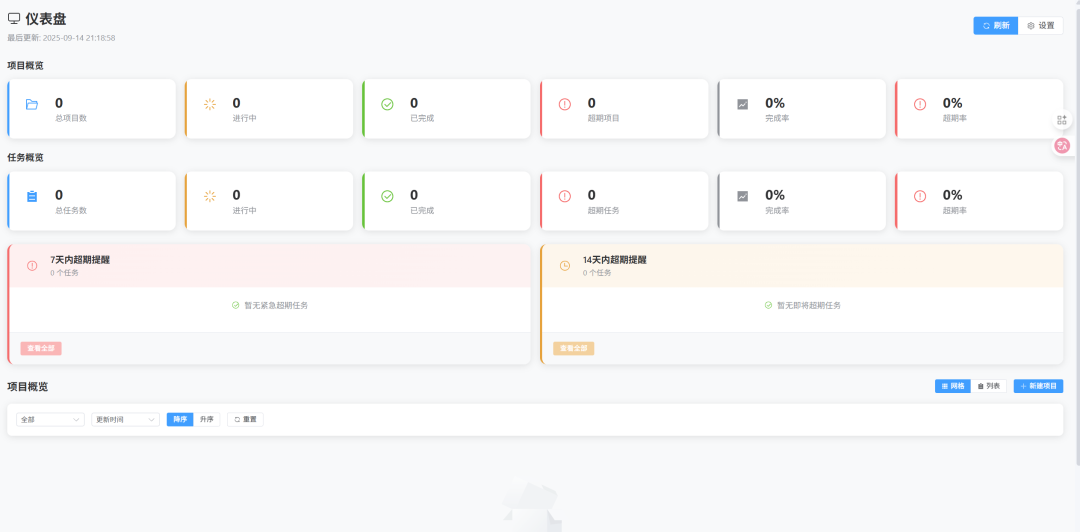 仪表盘
最后更新: 2025-09-14 21:18:58
刷新 设置
项目概览
0 总项目数
0 进行中
0 已完成
0 超期项目
0% 完成率
0% 超期率
任务概览
0 总任务数
0 进行中
0 已完成
0 超期任务
0% 完成率
0% 超期率
7天内超期提醒
0 个任务
暂无紧急超期任务
查看全部
14天内超期提醒
0 个任务
暂无即将超期任务
查看全部
项目概览
网格 列表 新建项目
全部 更新时间 降序 升序 重置